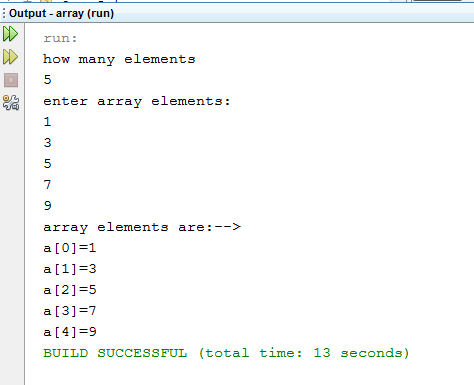 Output - array (run)
run:
how many elements
5
enter array elements:
1
3
5
7
9
array elements are:-->
a[0]=1
a[1]=3
a[2]=5
a[3]=7
a[4]=9
BUILD SUCCESSFUL (total time: 13 seconds)